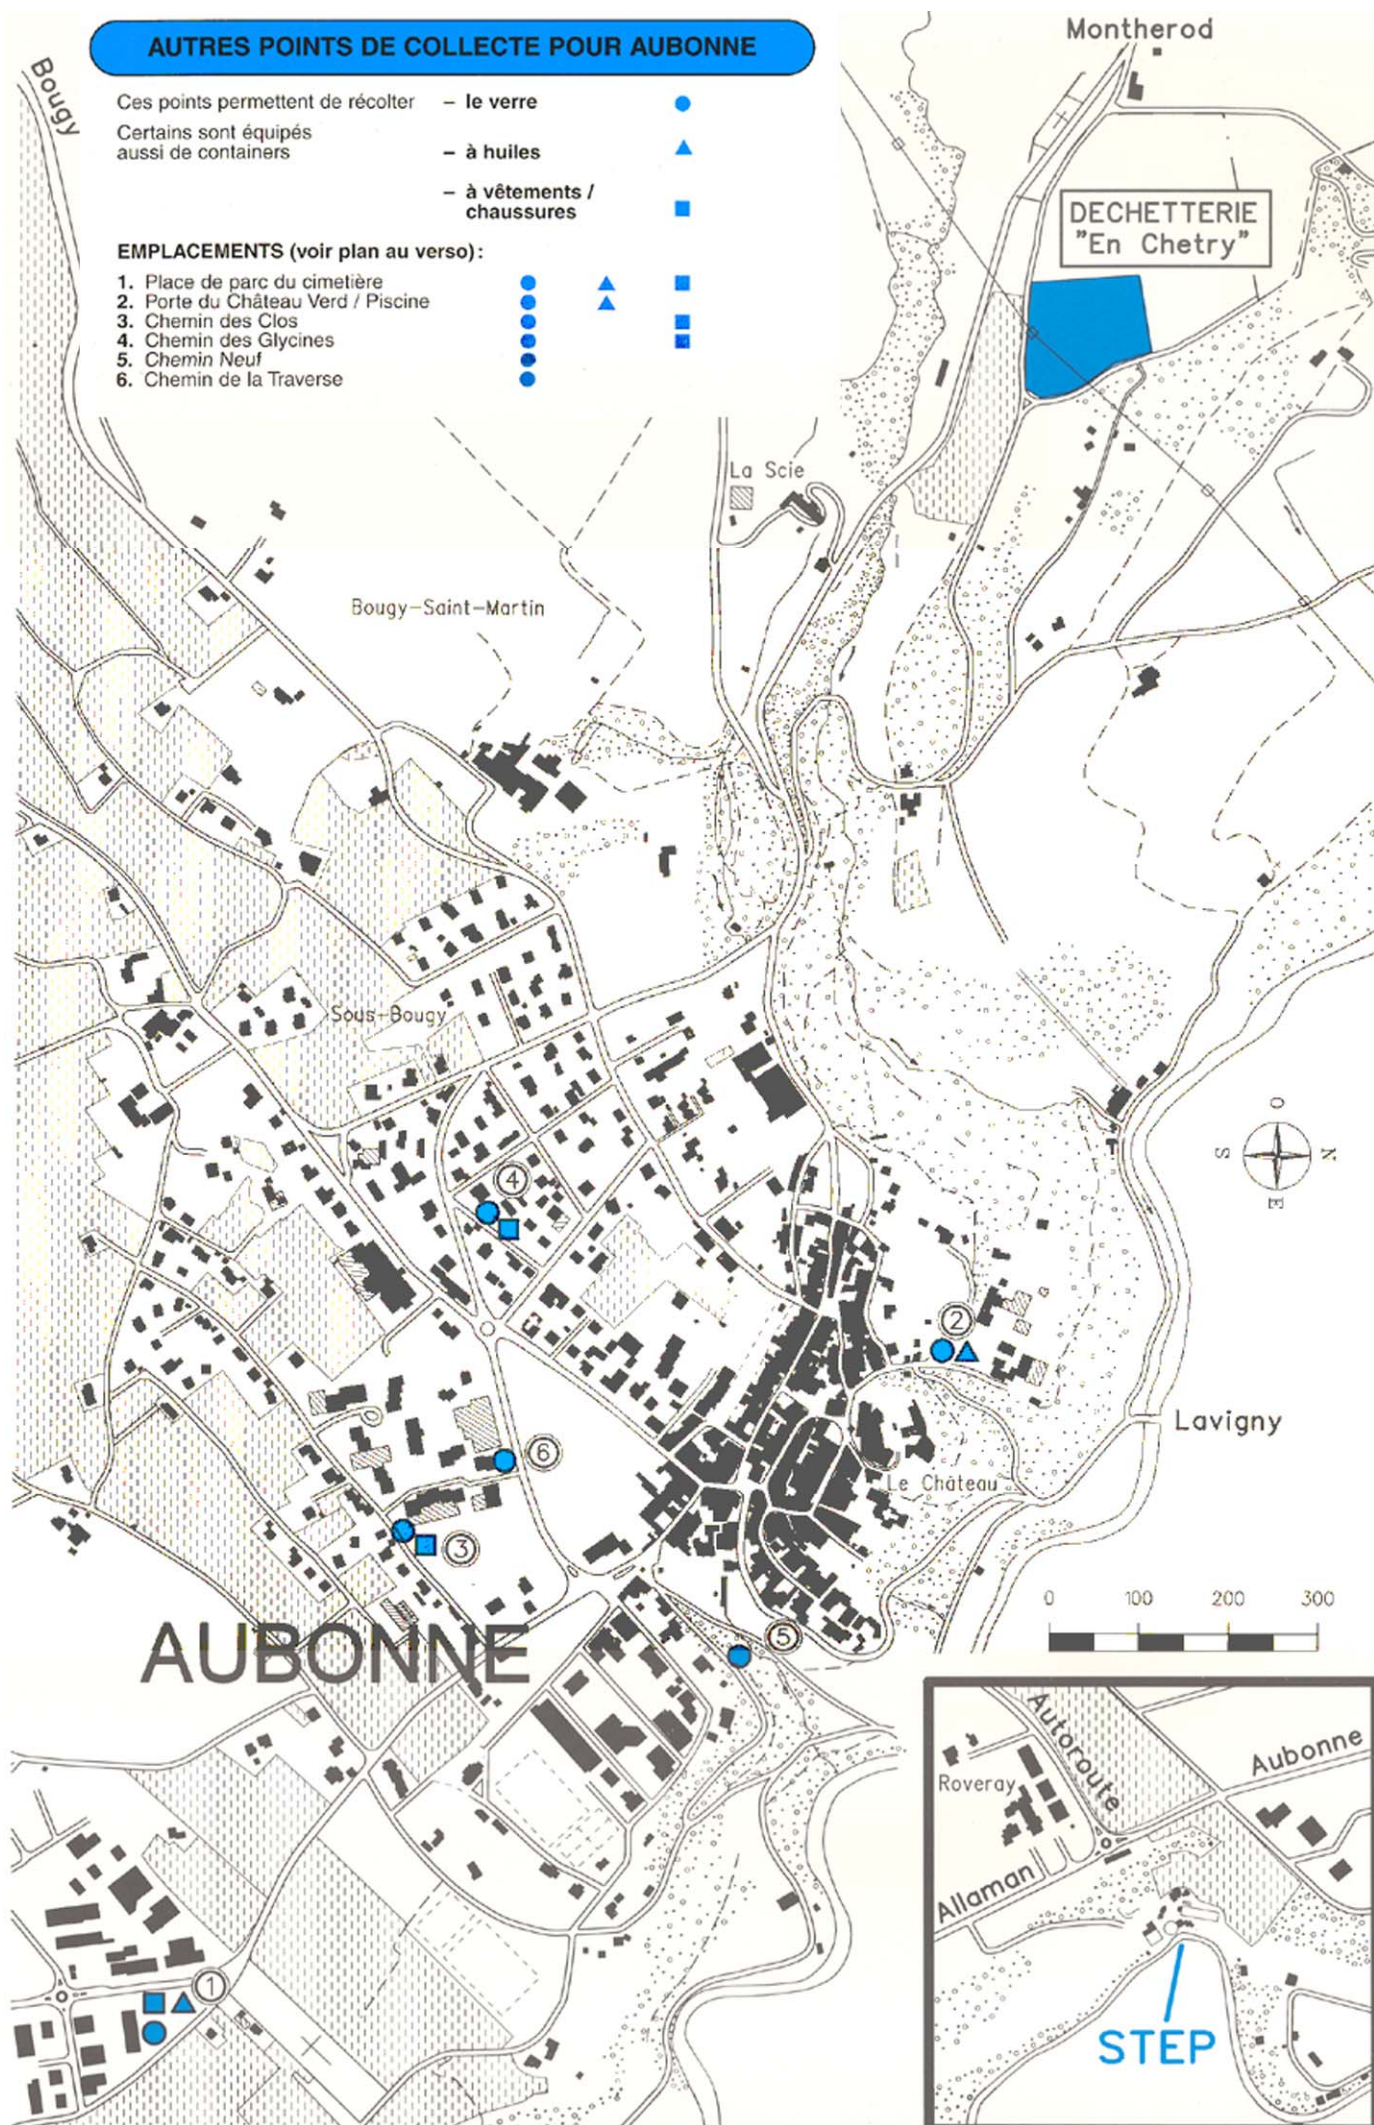 AUTRES POINTS DE COLLECTE POUR AUBONNE
Ces points permettent de récolter – le verre
Certains sont équipés
aussi de containers – à huiles
– à vêtements /
chaussures
EMPLACEMENTS (voir plan au verso) :
1. Place de parc du cimetière
2. Porte du Château Verd / Piscine
3. Chemin des Clos
4. Chemin des Glycines
5. Chemin Neuf
6. Chemin de la Traverse
Bougy
Montherod
DECHETTERIE
"En Chetry"
La Scie
Bougy-Saint-Martin
Sous-Bougy
O
S N
E
4
2
Lavigny
6
Le Château
3
5
0 100 200 300
AUBONNE
Autoroute
Aubonne
Roveray
Allaman
1
STEP